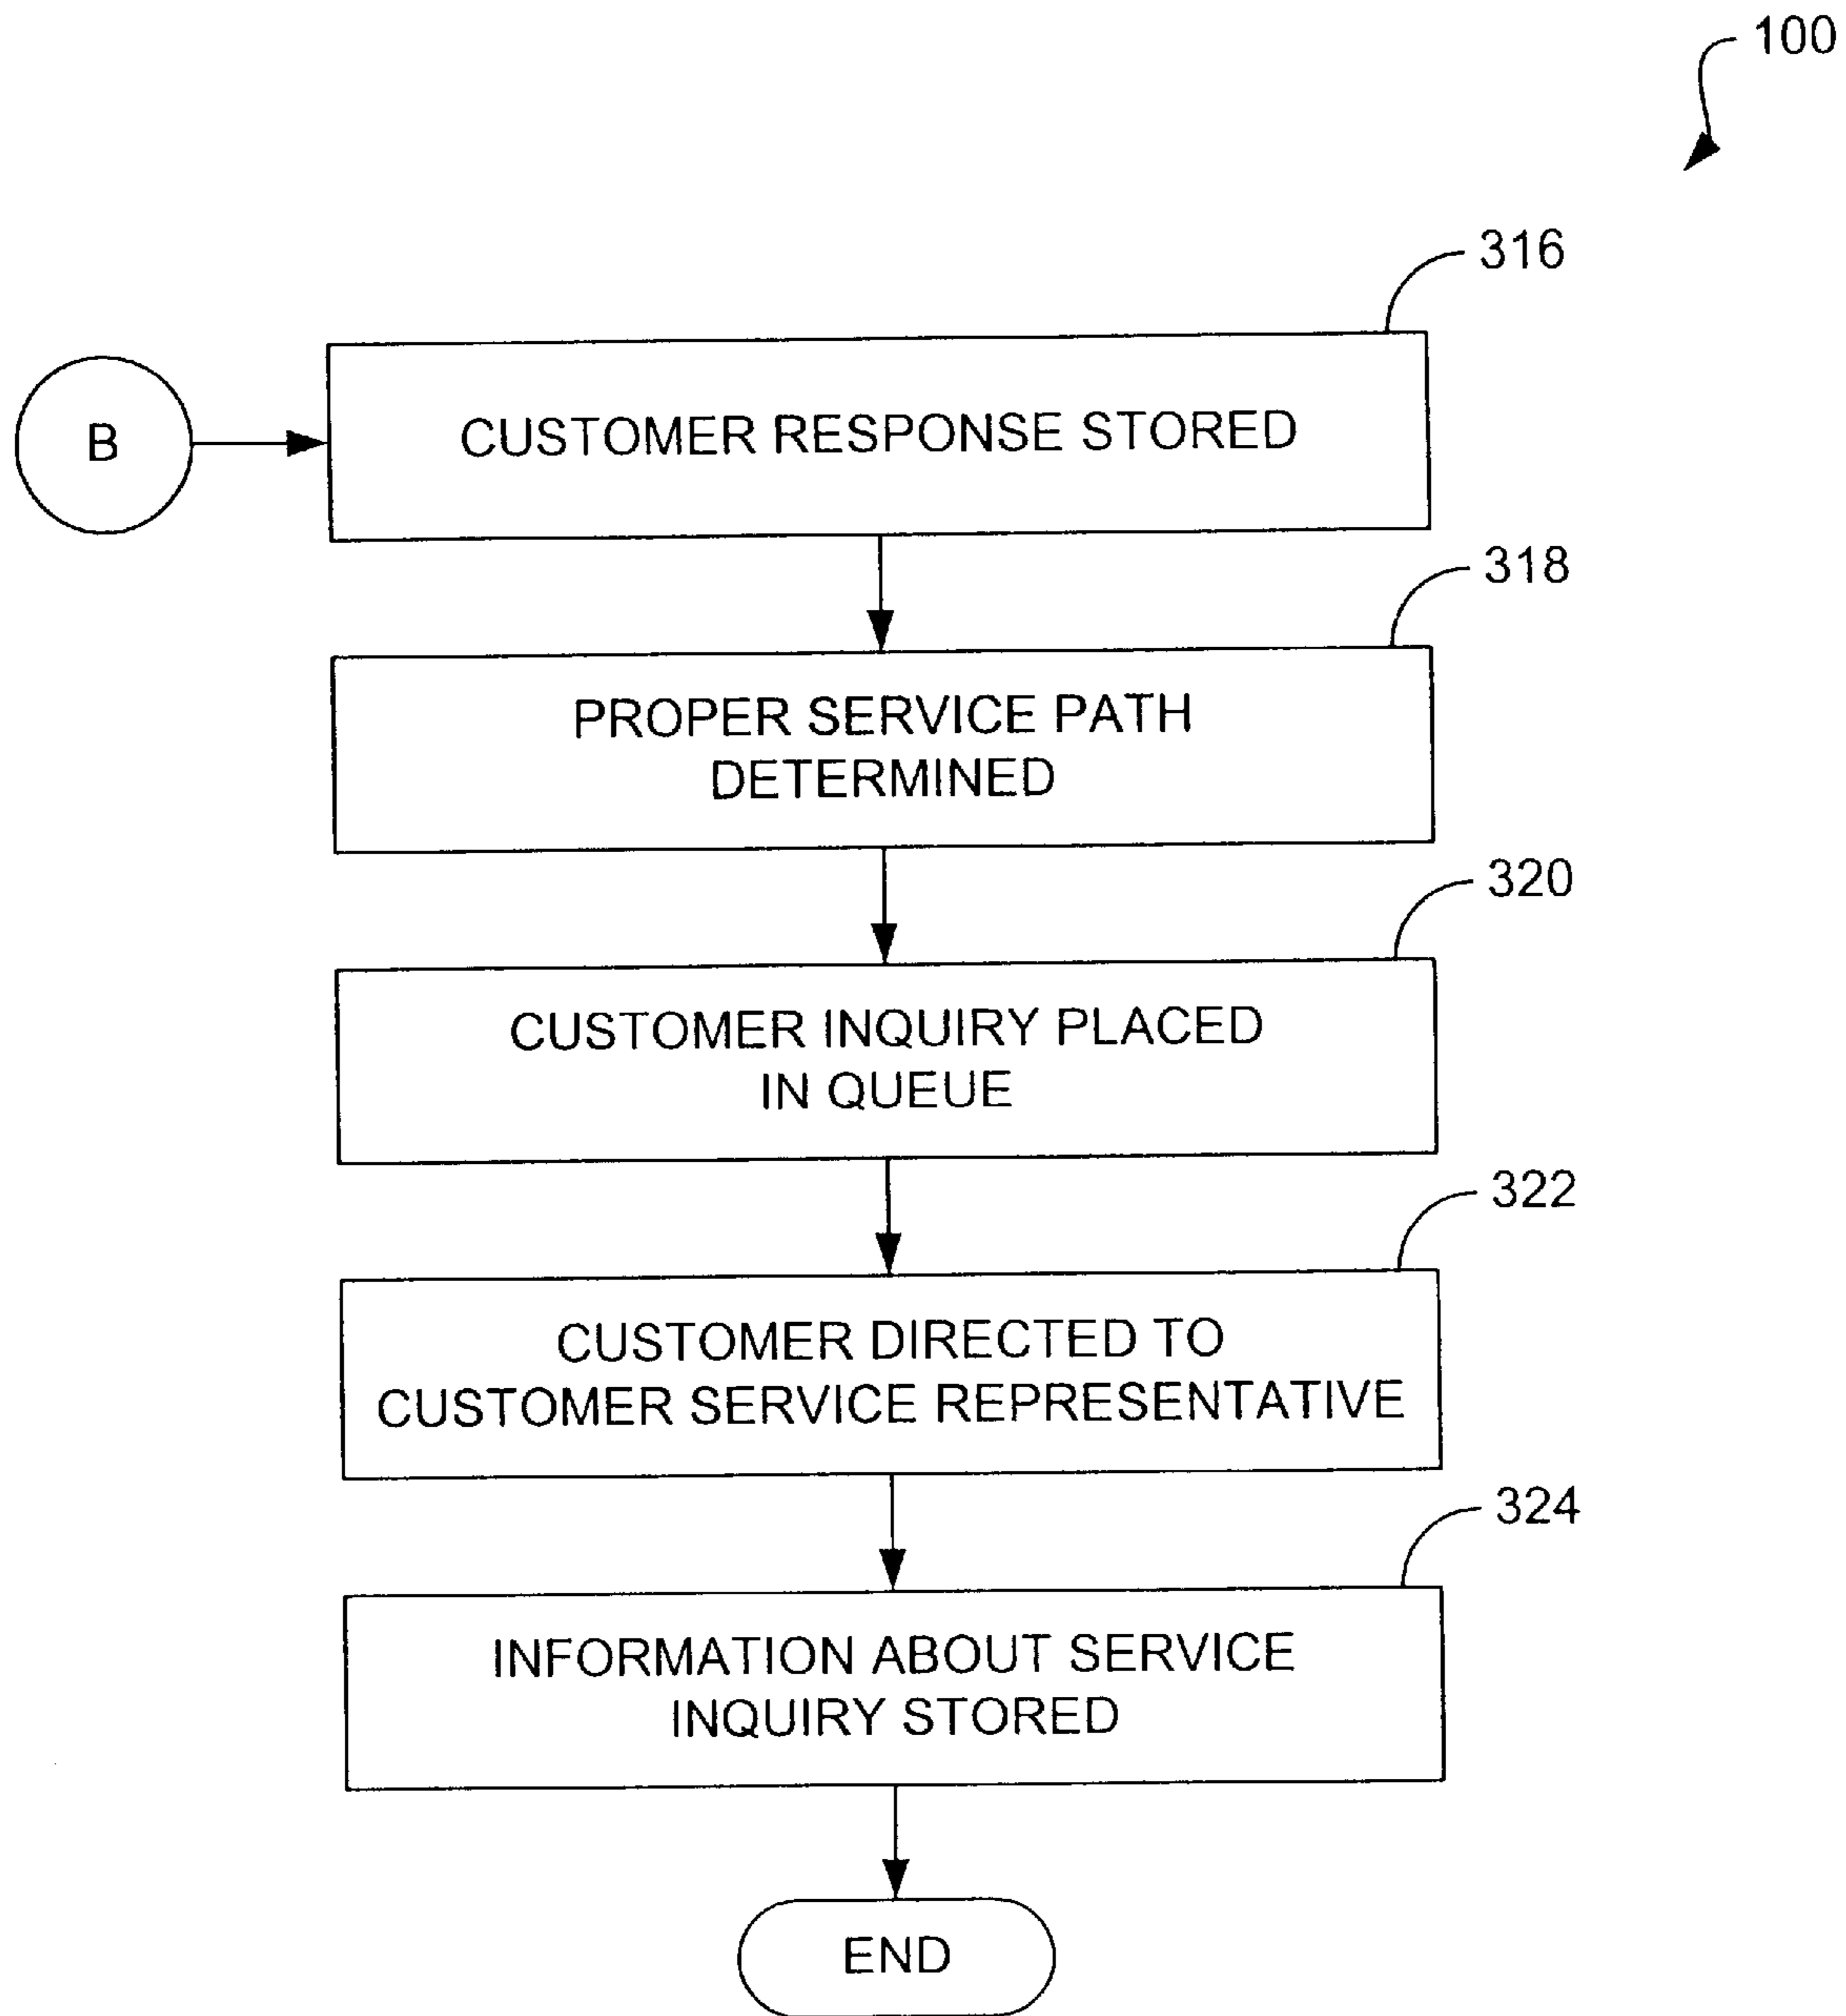 100
316
B
CUSTOMER RESPONSE STORED
318
PROPER SERVICE PATH
DETERMINED
320
CUSTOMER INQUIRY PLACED
IN QUEUE
322
CUSTOMER DIRECTED TO
CUSTOMER SERVICE REPRESENTATIVE
324
INFORMATION ABOUT SERVICE
INQUIRY STORED
END